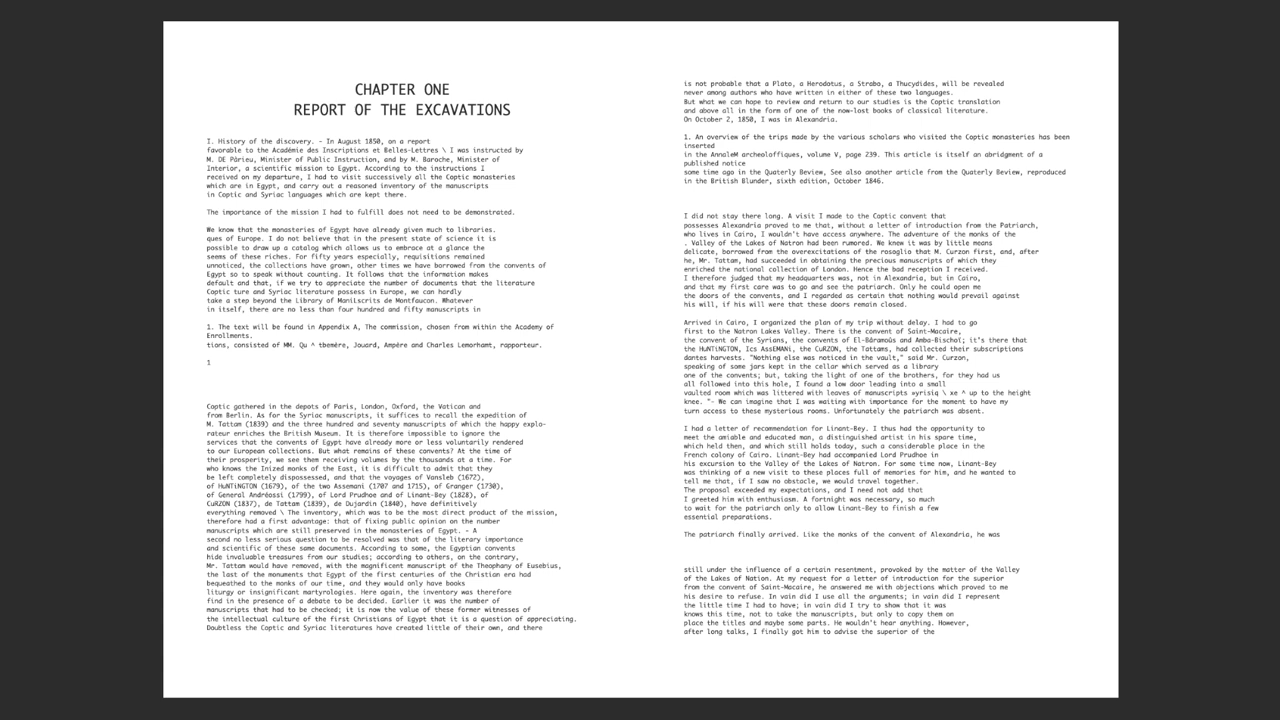 CHAPTER ONE
REPORT OF THE EXCAVATIONS
I. History of the discovery. - In August 1850, on a report
favorable to the Académie des Inscriptions et Belles-Lettres \ I was instructed by
M. DE Pàrieu, Minister of Public Instruction, and by M. Baroche, Minister of
Interior, a scientific mission to Egypt. According to the instructions I
received on my departure, I had to visit successively all the Coptic monasteries
which are in Egypt, and carry out a reasoned inventory of the manuscripts
in Coptic and Syriac languages which are kept there.
The importance of the mission I had to fulfill does not need to be demonstrated.
We know that the monasteries of Egypt have already given much to libraries.
ques of Europe. I do not believe that in the present state of science it is
possible to draw up a catalog which allows us to embrace at a glance the
seems of these riches. For fifty years especially, requisitions remained
unnoticed, the collections have grown, other times we have borrowed from the convents of
Egypt so to speak without counting. It follows that the information makes
default and that, if we try to appreciate the number of documents that the literature
Coptic ture and Syriac literature possess in Europe, we can hardly
take a step beyond the Library of ManiLscrits de Montfaucon. Whatever
in itself, there are no less than four hundred and fifty manuscripts in
1. The text will be found in Appendix A, The commission, chosen from within the Academy of
Enrollments.
tions, consisted of MM. Qu ^ tbemère, Jouard, Ampére and Charles Lemorhamt, rapporteur.
1
Coptic gathered in the depots of Paris, London, Oxford, the Vatican and
from Berlin. As for the Syriac manuscripts, it suffices to recall the expedition of
M. Tattam (1839) and the three hundred and seventy manuscripts of which the happy explo-
rateur enriches the British Museum. It is therefore impossible to ignore the
services that the convents of Egypt have already more or less voluntarily rendered
to our European collections. But what remains of these convents? At the time of
their prosperity, we see them receiving volumes by the thousands at a time. For
who knows the Inized monks of the East, it is difficult to admit that they
be left completely dispossessed, and that the voyages of Vansleb (1672),
of HuNTiNGTON (1679), of the two Assemani (1707 and 1715), of Granger (1730),
of General Andréossi (1799), of Lord Prudhoe and of Linant-Bey (1828), of
CuRZON (1837), de Tattam (1839), de Dujardin (1840), have definitively
everything removed \ The inventory, which was to be the most direct product of the mission,
therefore had a first advantage: that of fixing public opinion on the number
manuscripts which are still preserved in the monasteries of Egypt. - A
second no less serious question to be resolved was that of the literary importance
and scientific of these same documents. According to some, the Egyptian convents
hide invaluable treasures from our studies; according to others, on the contrary,
Mr. Tattam would have removed, with the magnificent manuscript of the Theophany of Eusebius,
the last of the monuments that Egypt of the first centuries of the Christian era had
bequeathed to the monks of our time, and they would only have books
liturgy or insignificant martyrologies. Here again, the inventory was therefore
find in the presence of a debate to be decided. Earlier it was the number of
manuscripts that had to be checked; it is now the value of these former witnesses of
the intellectual culture of the first Christians of Egypt that it is a question of appreciating.
Doubtless the Coptic and Syriac literatures have created little of their own, and there
is not probable that a Plato, a Herodotus, a Strabo, a Thucydides, will be revealed
never among authors who have written in either of these two languages.
But what we can hope to review and return to our studies is the Coptic translation
and above all in the form of one of the now-lost books of classical literature.
On October 2, 1850, I was in Alexandria.
1. An overview of the trips made by the various scholars who visited the Coptic monasteries has been
inserted
in the AnnaleM archeoloffiques, volume V, page 239. This article is itself an abridgment of a
published notice
some time ago in the Quaterly Beview, See also another article from the Quaterly Bevìew, reproduced
in the British Blunder, sixth edition, October 1846.
I did not stay there long. A visit I made to the Coptic convent that
possesses Alexandria proved to me that, without a letter of introduction from the Patriarch,
who lives in Cairo, I wouldn't have access anywhere. The adventure of the monks of the
. Valley of the Lakes of Natron had been rumored. We knew it was by little means
delicate, borrowed from the overexcitations of the rosoglio that M. Curzon first, and, after
he, Mr. Tattam, had succeeded in obtaining the precious manuscripts of which they
enriched the national collection of London. Hence the bad reception I received.
I therefore judged that my headquarters was, not in Alexandria, but in Cairo,
and that my first care was to go and see the patriarch. Only he could open me
the doors of the convents, and I regarded as certain that nothing would prevail against
his will, if his will were that these doors remain closed.
Arrived in Cairo, I organized the plan of my trip without delay. I had to go
first to the Natron Lakes Valley. There is the convent of Saint-Macaire,
the convent of the Syrians, the convents of El-Bâramoûs and Amba-Bischoï; it's there that
the HuNTiNGTON, Ics AssEMANi, the CuRZON, the Tattams, had collected their subscriptions
dantes harvests. "Nothing else was noticed in the vault," said Mr. Curzon,
speaking of some jars kept in the cellar which served as a library
one of the convents; but, taking the light of one of the brothers, for they had us
all followed into this hole, I found a low door leading into a small
vaulted room which was littered with leaves of manuscripts «yrisiq \ xe ^ up to the height
knee. "- We can imagine that I was waiting with importance for the moment to have my
turn access to these mysterious rooms. Unfortunately the patriarch was absent.
I had a letter of recommendation for Linant-Bey. I thus had the opportunity to
meet the amiable and educated man, a distinguished artist in his spare time,
which held then, and which still holds today, such a considerable place in the
French colony of Cairo. Linant-Bey had accompanied Lord Prudhoe in
his excursion to the Valley of the Lakes of Natron. For some time now, Linant-Bey
was thinking of a new visit to these places full of memories for him, and he wanted to
tell me that, if I saw no obstacle, we would travel together.
The proposal exceeded my expectations, and I need not add that
I greeted him with enthusiasm. A fortnight was necessary, so much
to wait for the patriarch only to allow Linant-Bey to finish a few
essential preparations.
The patriarch finally arrived. Like the monks of the convent of Alexandria, he was
still under the influence of a certain resentment, provoked by the matter of the Valley
of the Lakes of Nation. At my request for a letter of introduction for the superior
from the convent of Saint-Macaire, he answered me with objections which proved to me
his desire to refuse. In vain did I use all the arguments; in vain did I represent
the little time I had to have; in vain did I try to show that it was
knows this time, not to take the manuscripts, but only to copy them on
place the titles and maybe some parts. He wouldn't hear anything. However,
after long talks, I finally got him to advise the superior of the